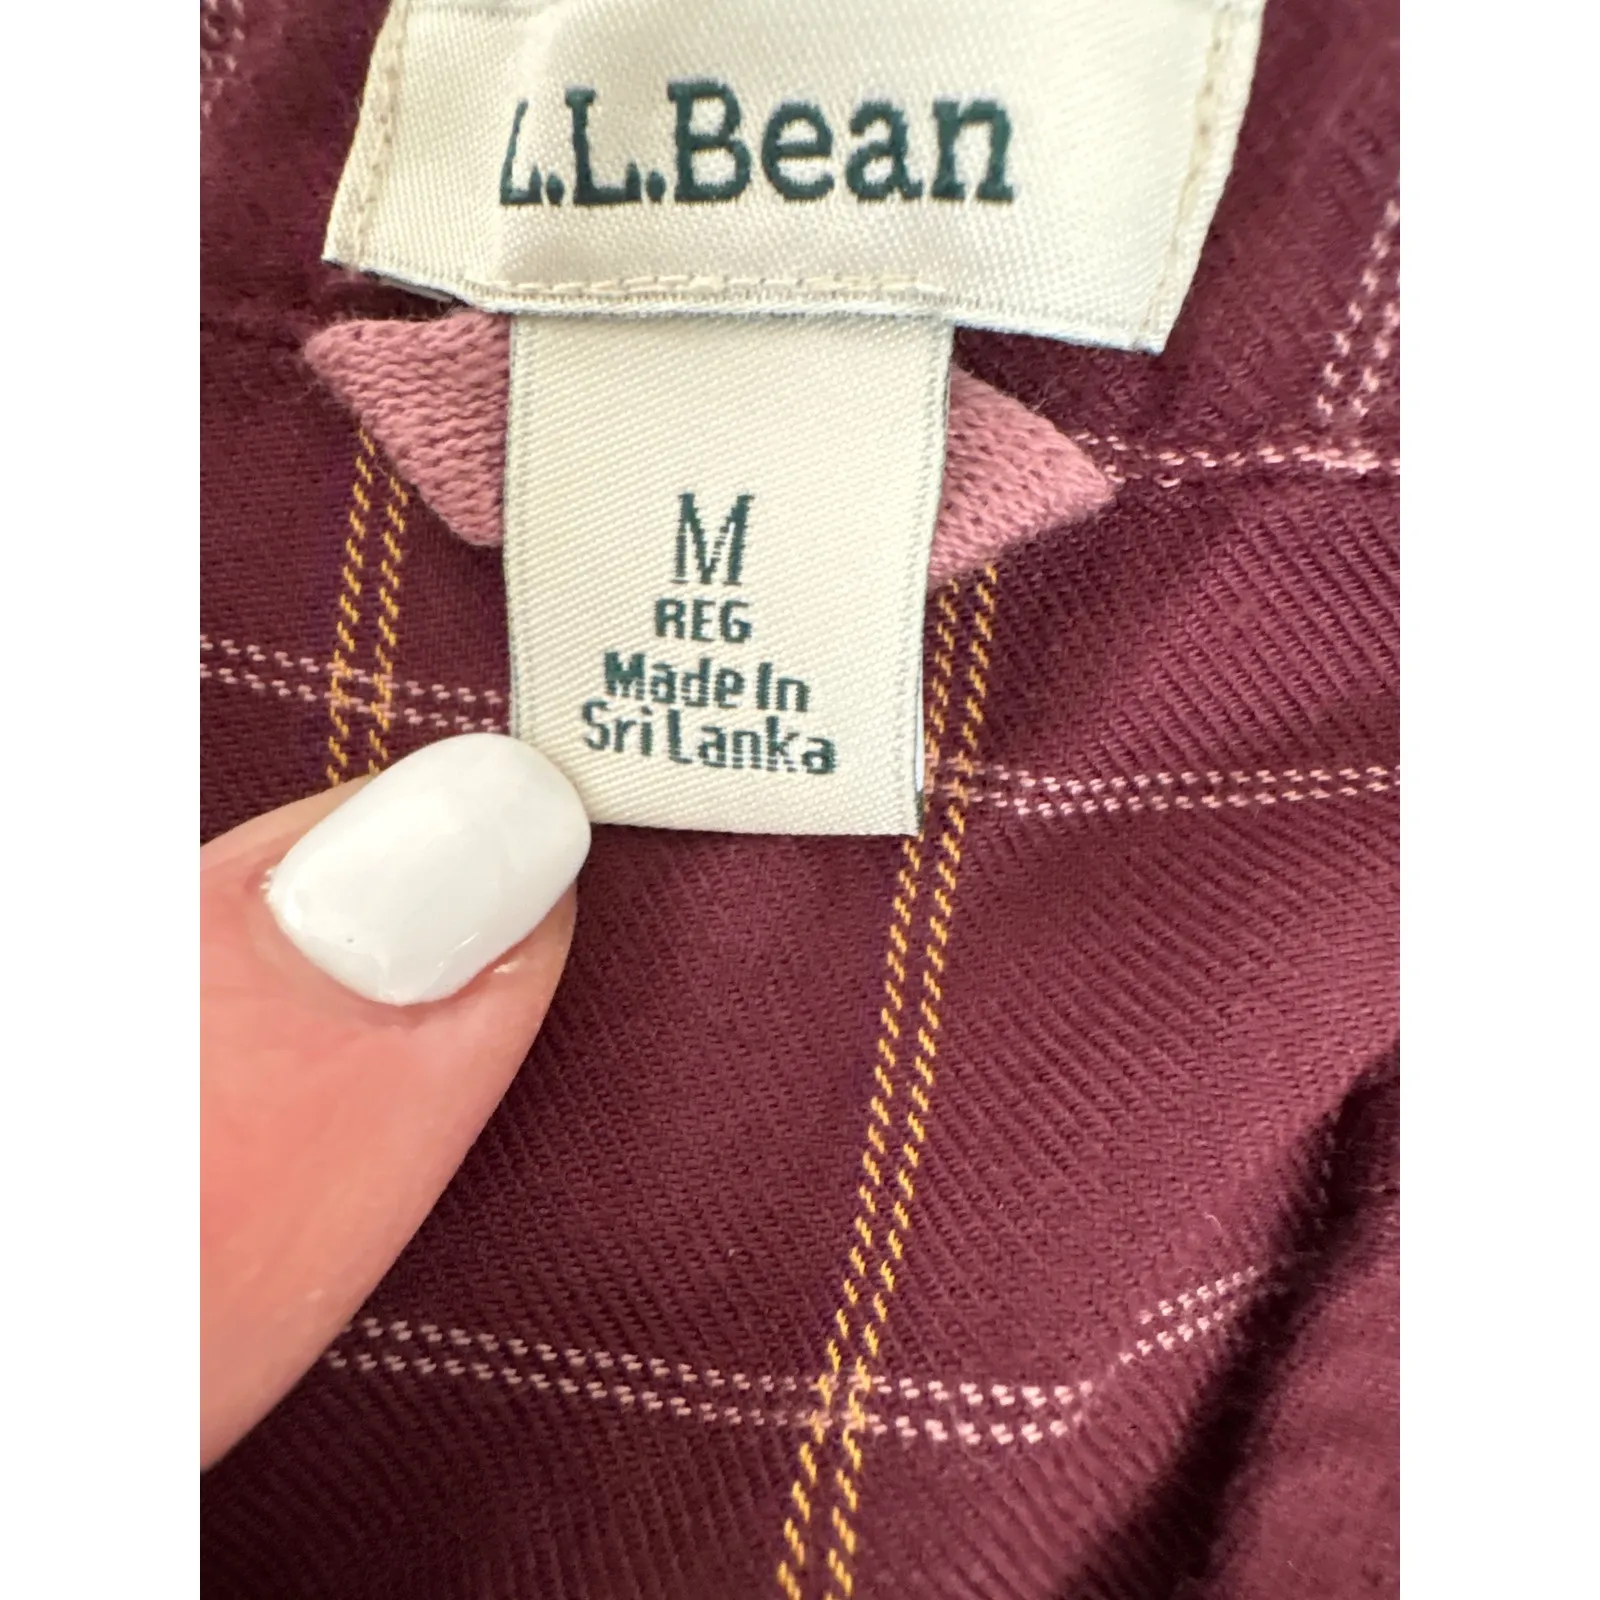 L.L.Bean
M
REG
Made In
Sri Lanka